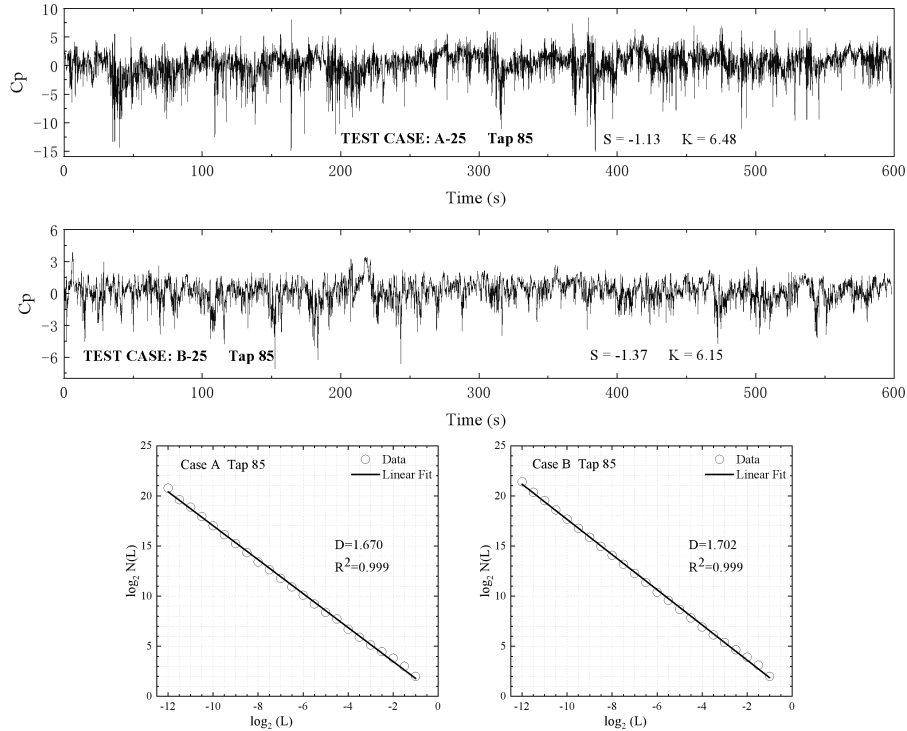 10
5
0
-5
-10
-15
Cp
TEST CASE: A-25 Tap 85 S = -1.13 K = 6.48
0 100 200 300 400 500 600
Time (s)
6
3
0
-3
-6
Cp
TEST CASE: B-25 Tap 85 S = -1.37 K = 6.15
0 100 200 300 400 500 600
Time (s)
25
20
15
10
5
0
log2 N(L)
Case A Tap 85
Data
Linear Fit
D=1.670
R2=0.999
-12 -10 -8 -6 -4 -2 0
log2 (L)
25
20
15
10
5
0
log2 N(L)
Case B Tap 85
Data
Linear Fit
D=1.702
R2=0.999
-12 -10 -8 -6 -4 -2 0
log2 (L)